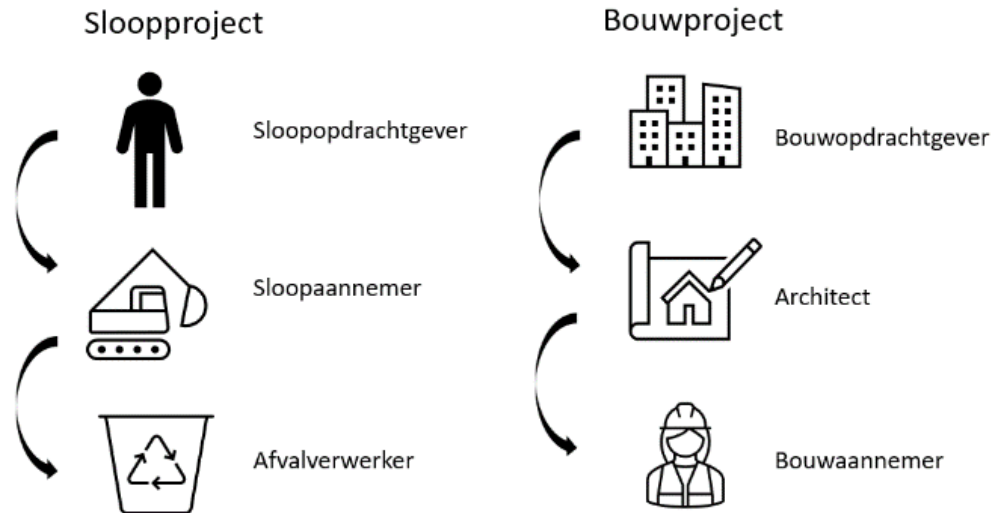 Sloopproject
Sloopopdrachtgever
Sloopaannemer
Afvalverwerker
Bouwproject
Bouwopdrachtgever
Architect
Bouwaannemer